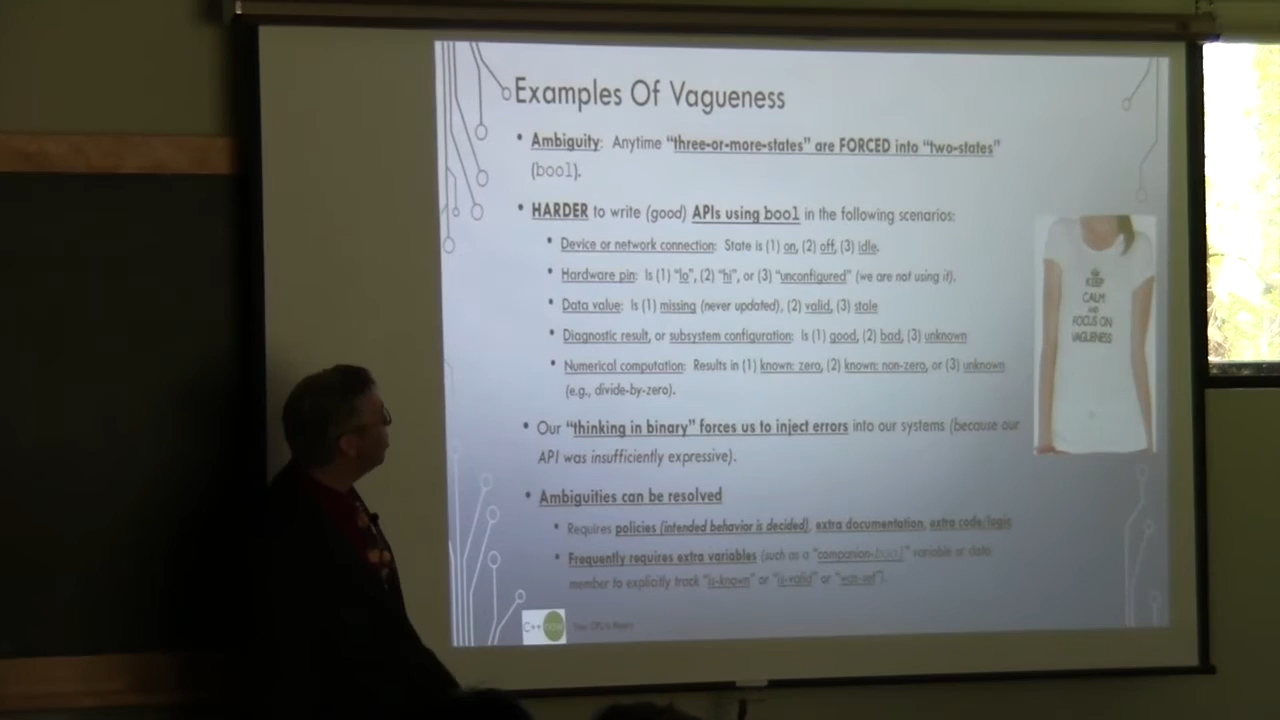 Examples Of Vagueness
• Ambiguity: Anytime “three-or-more-states” are FORCED into “two-states”
(bool).
• HARDER to write (good) APIs using bool in the following scenarios:
• Device or network connection: State is (1) on, (2) off, (3) idle.
• Hardware pin: Is (1) “lo”, (2) “hi”, or (3) “unconfigured” (we are not using it).
• Data value: Is (1) missing (never updated), (2) valid, (3) stale
• Diagnostic result, or subsystem configuration: Is (1) good, (2) bad, (3) unknown
• Numerical computation: Results in (1) known: zero, (2) known: non-zero, or (3) unknown
(e.g., divide-by-zero).
• Our “thinking in binary” forces us to inject errors into our systems (because our
API was insufficiently expressive).
• Ambiguities can be resolved
• Requires policies (intended behavior is decided), extra documentation, extra code/logic
• Frequently requires extra variables (such as a “companion-bool” variable or data
member to explicitly track “is-known” or “is-valid” or “was-set”).
KEEP
CALM
AND
FOCUS ON
VAGUENESS
C++ now